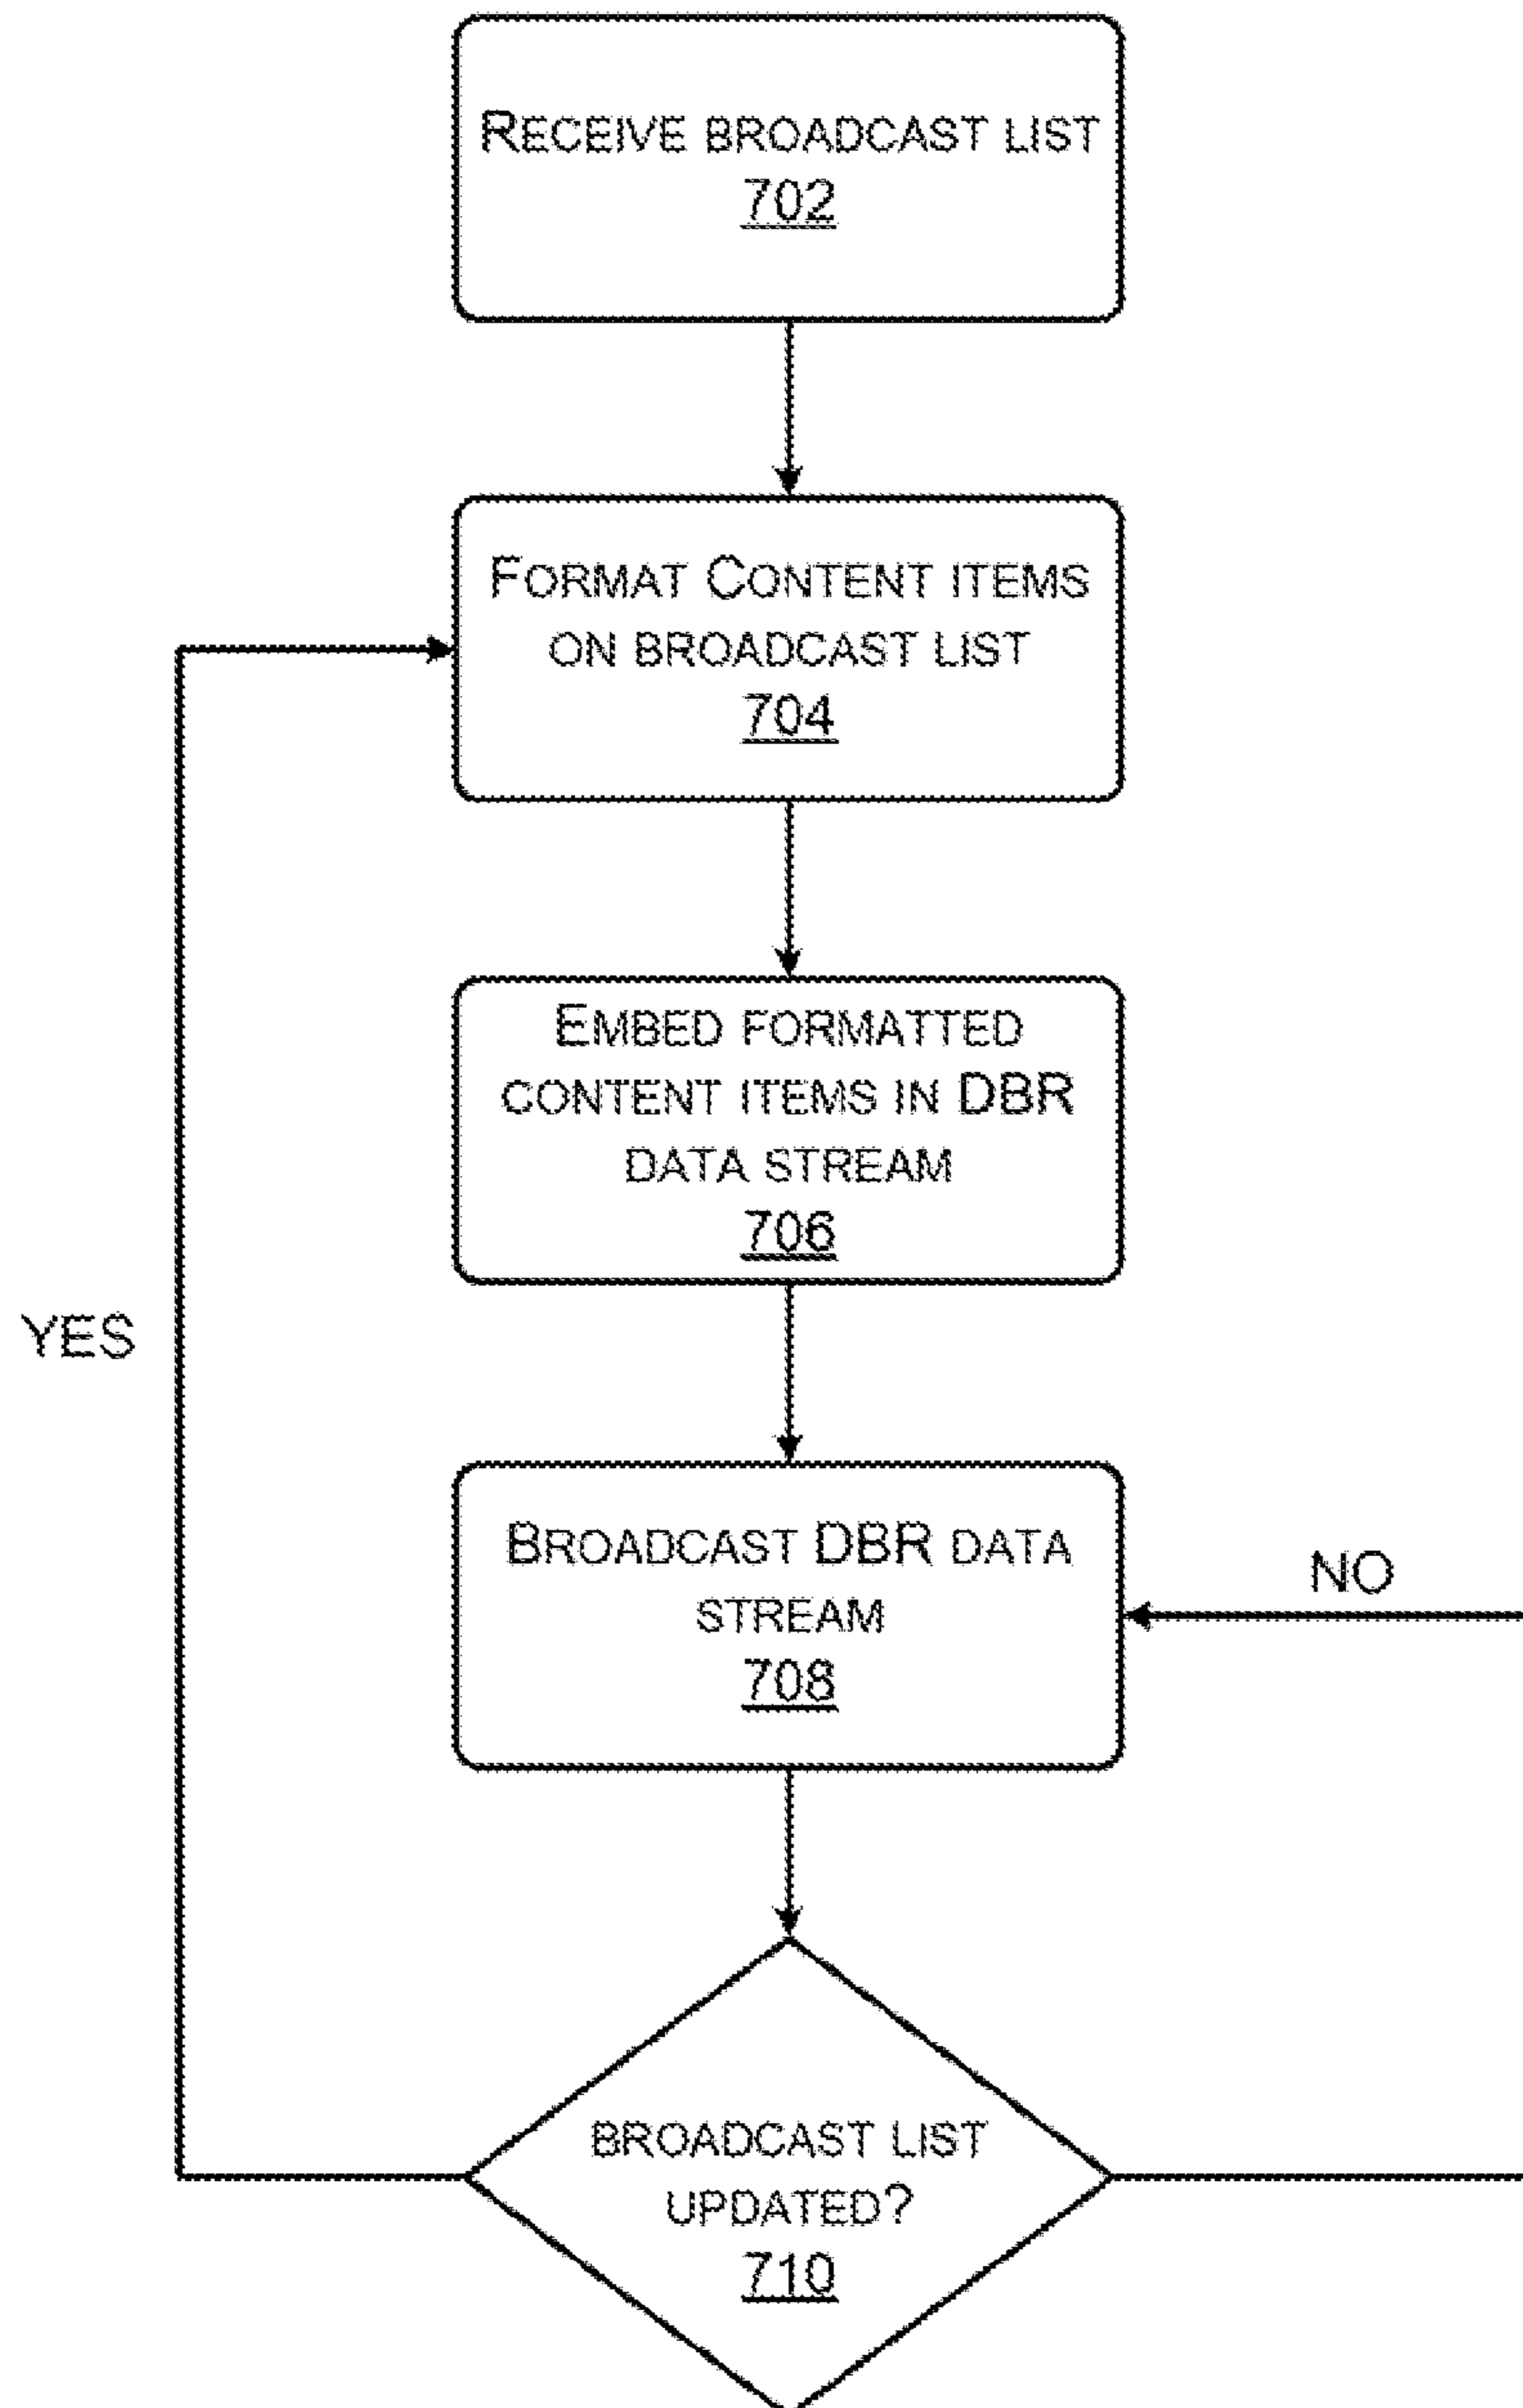 RECEIVE BROADCAST LIST
702
FORMAT CONTENT ITEMS
ON BROADCAST LIST
704
EMBED FORMATTED
CONTENT ITEMS IN DBR
DATA STREAM
706
YES
BROADCAST DBR DATA
STREAM
708
NO
BROADCAST LIST
UPDATED?
710